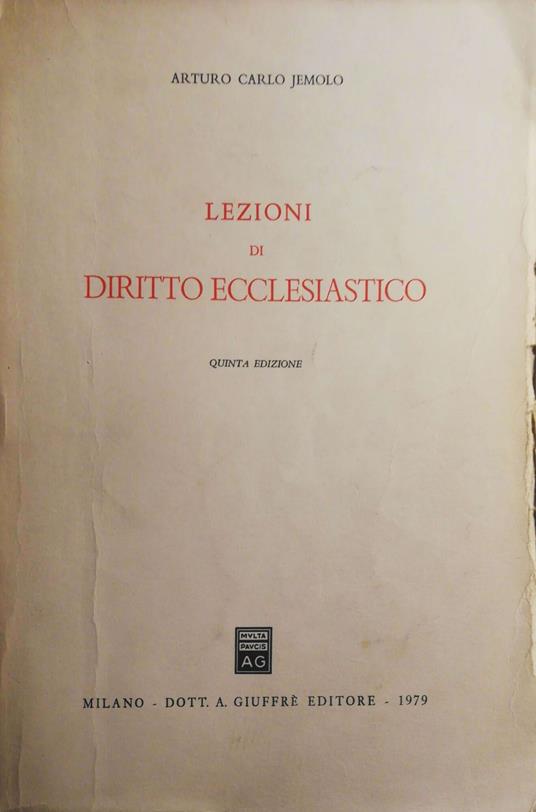 ARTURO CARLO JEMOLO
LEZIONI
DI
DIRITTO ECCLESIASTICO
QUINTA EDIZIONE
MVLTA
PAVCIS
AG
MILANO - DOTT. A. GIUFFRÈ EDITORE - 1979